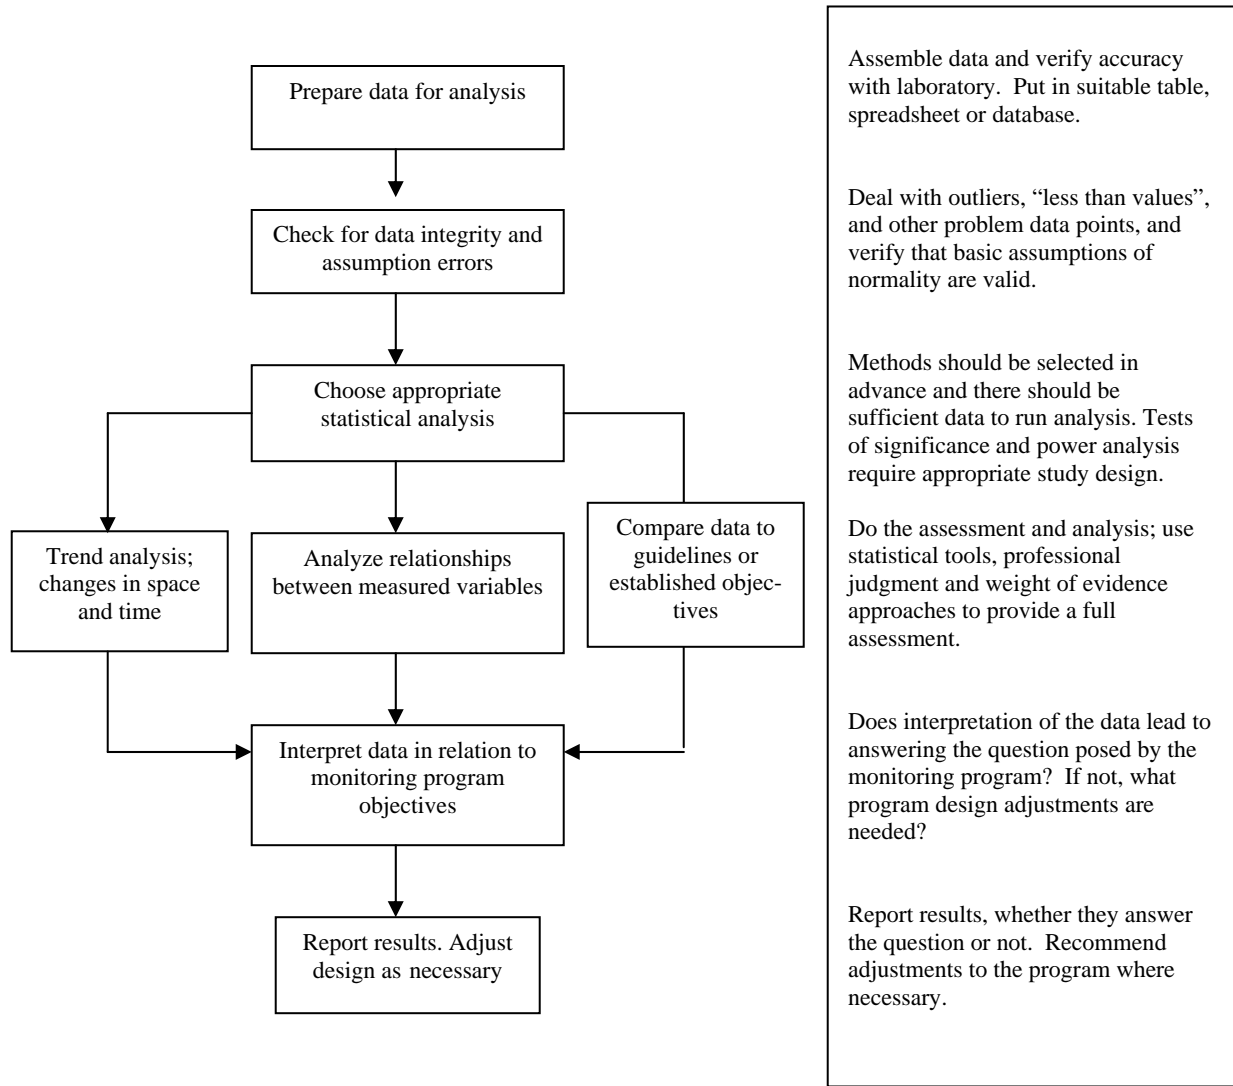 Prepare data for analysis
Check for data integrity and
assumption errors
Choose appropriate
statistical analysis
Trend analysis;
changes in space
and time
Analyze relationships
between measured variables
Compare data to
guidelines or
established objec-
tives
Interpret data in relation to
monitoring program
objectives
Report results. Adjust
design as necessary
Assemble data and verify accuracy
with laboratory.  Put in suitable table,
spreadsheet or database.
Deal with outliers, “less than values”,
and other problem data points, and
verify that basic assumptions of
normality are valid.
Methods should be selected in
advance and there should be
sufficient data to run analysis. Tests
of significance and power analysis
require appropriate study design.
Do the assessment and analysis; use
statistical tools, professional
judgment and weight of evidence
approaches to provide a full
assessment.
Does interpretation of the data lead to
answering the question posed by the
monitoring program?  If not, what
program design adjustments are
needed?
Report results, whether they answer
the question or not.  Recommend
adjustments to the program where
necessary.